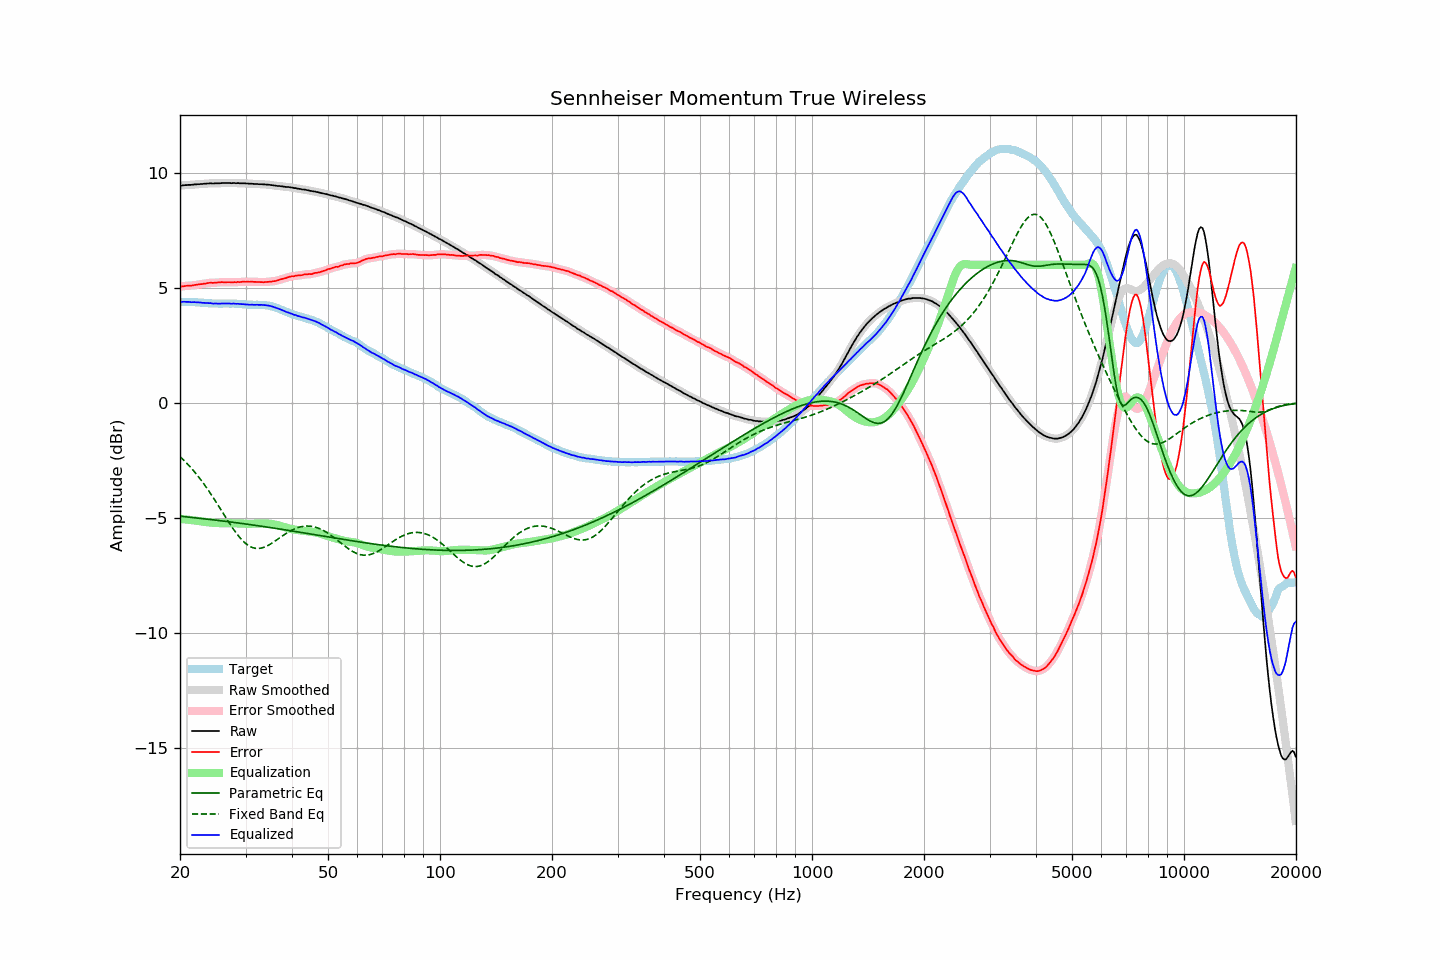 Sennheiser Momentum True Wireless
10
5
0
−5
−10
−15
Amplitude (dBr)
Target
Raw Smoothed
Error Smoothed
Raw
Error
Equalization
Parametric Eq
Fixed Band Eq
Equalized
20 50 100 200 500 1000 2000 5000 10000 20000
Frequency (Hz)